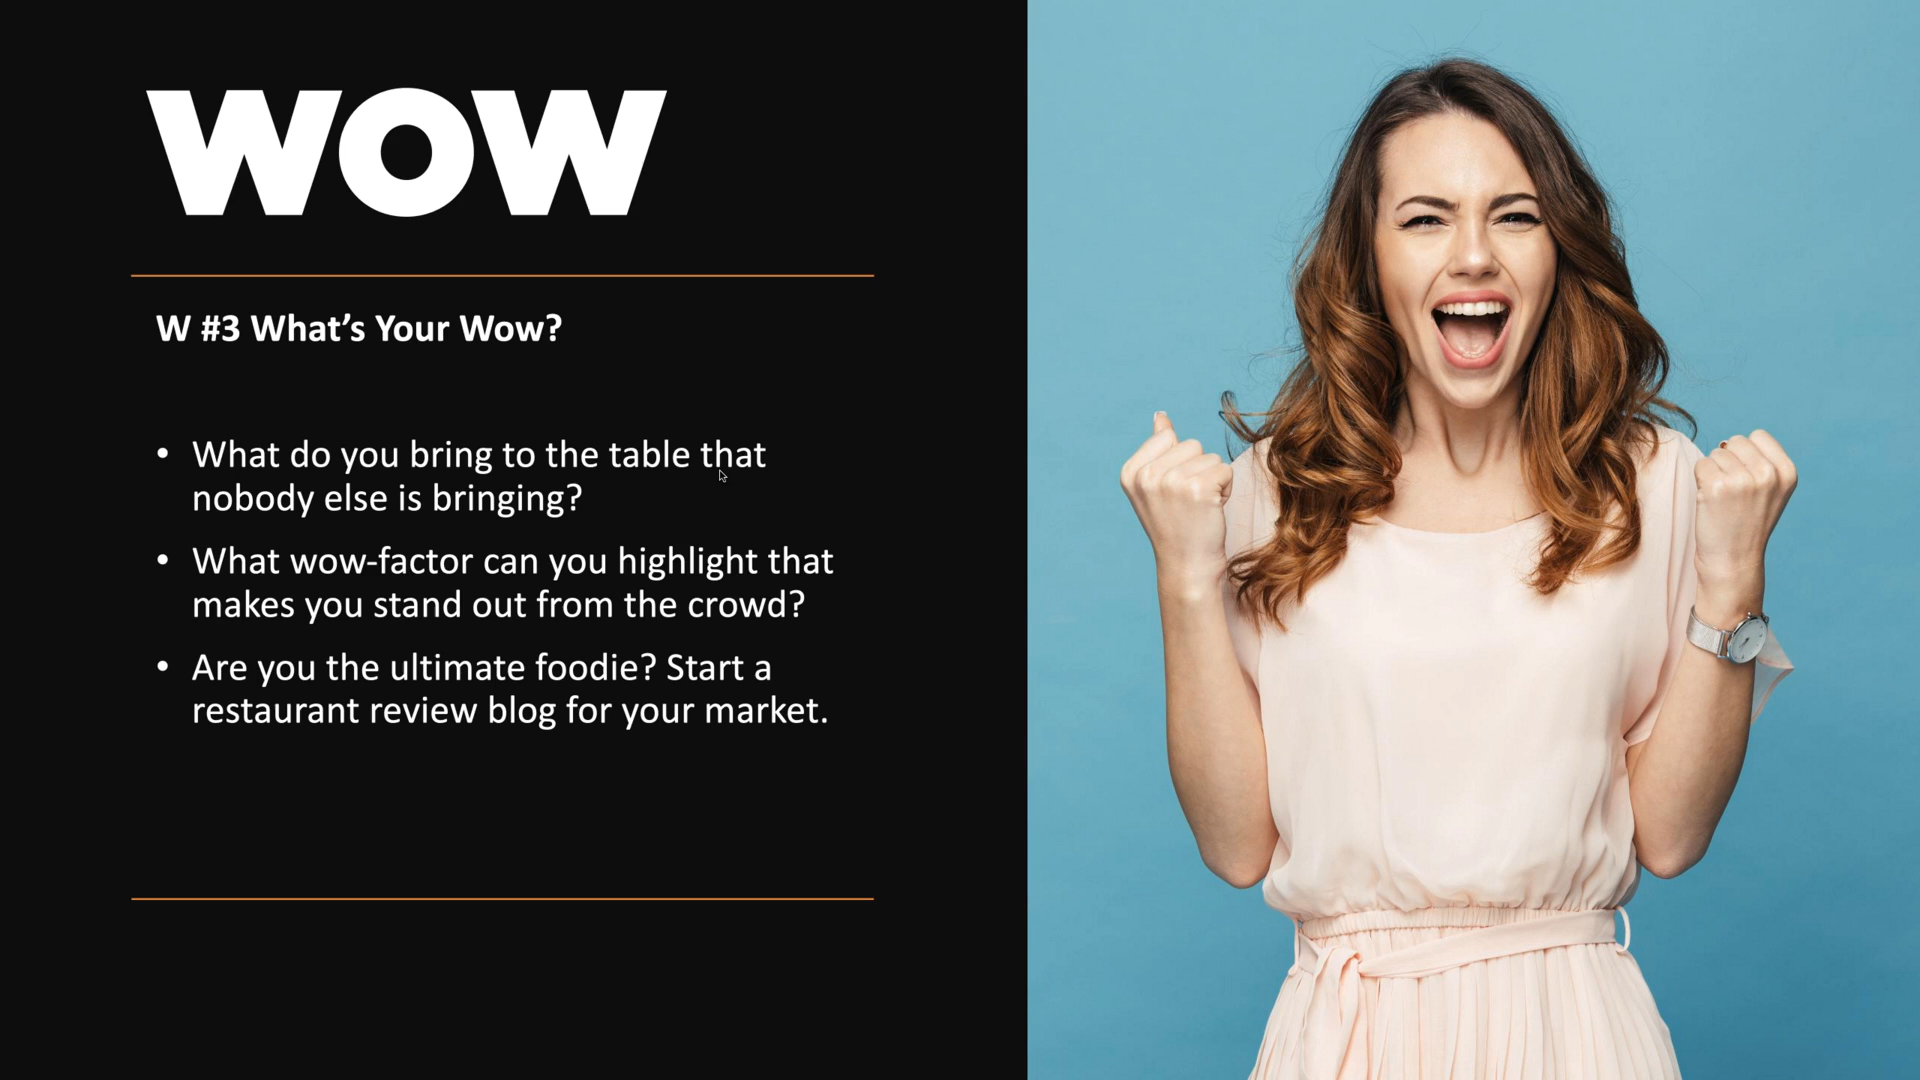 WOW
W #3 What’s Your Wow?
• What do you bring to the table that
nobody else is bringing?
• What wow-factor can you highlight that
makes you stand out from the crowd?
• Are you the ultimate foodie? Start a
restaurant review blog for your market.